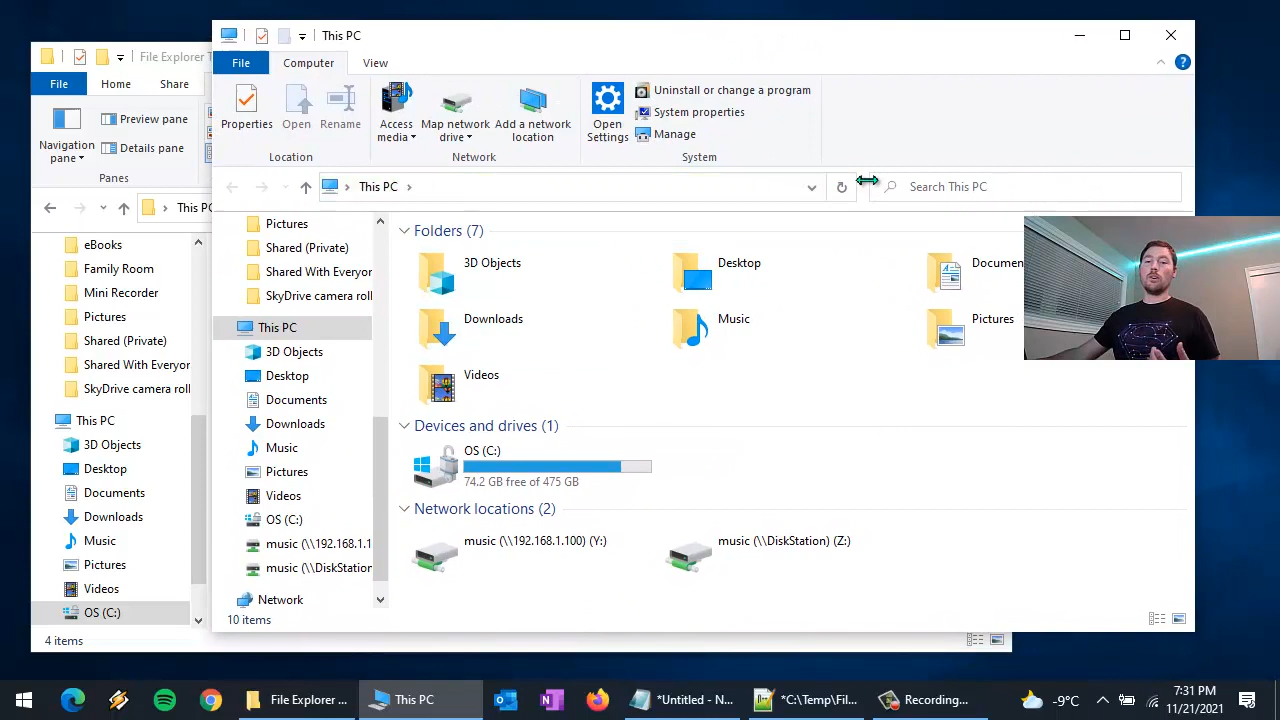 This PC
File Explorer T
File
Computer
View
File
Home
Share
Properties
Open
Rename
Access media
Map network drive
Add a network location
Open Settings
Uninstall or change a program
System properties
Manage
Location
Network
System
Navigation pane
Preview pane
Details pane
Panes
This PC
Search This PC
This PC
eBooks
Family Room
Mini Recorder
Pictures
Shared (Private)
Shared With Everyor
SkyDrive camera roll
This PC
3D Objects
Desktop
Documents
Downloads
Music
Pictures
Videos
OS (C:)
4 items
Pictures
Shared (Private)
Shared With Everyor
SkyDrive camera roll
This PC
3D Objects
Desktop
Documents
Downloads
Music
Pictures
Videos
OS (C:)
music (\\192.168.1.1
music (\\DiskStation
Network
10 items
Folders (7)
3D Objects
Desktop
Documen
Downloads
Music
Pictures
Videos
Devices and drives (1)
OS (C:)
74.2 GB free of 475 GB
Network locations (2)
music (\\192.168.1.100) (Y:)
music (\\DiskStation) (Z:)
File Explorer ...
This PC
*Untitled - N...
*C:\Temp\Fil...
Recording...
-9°C
7:31 PM
11/21/2021